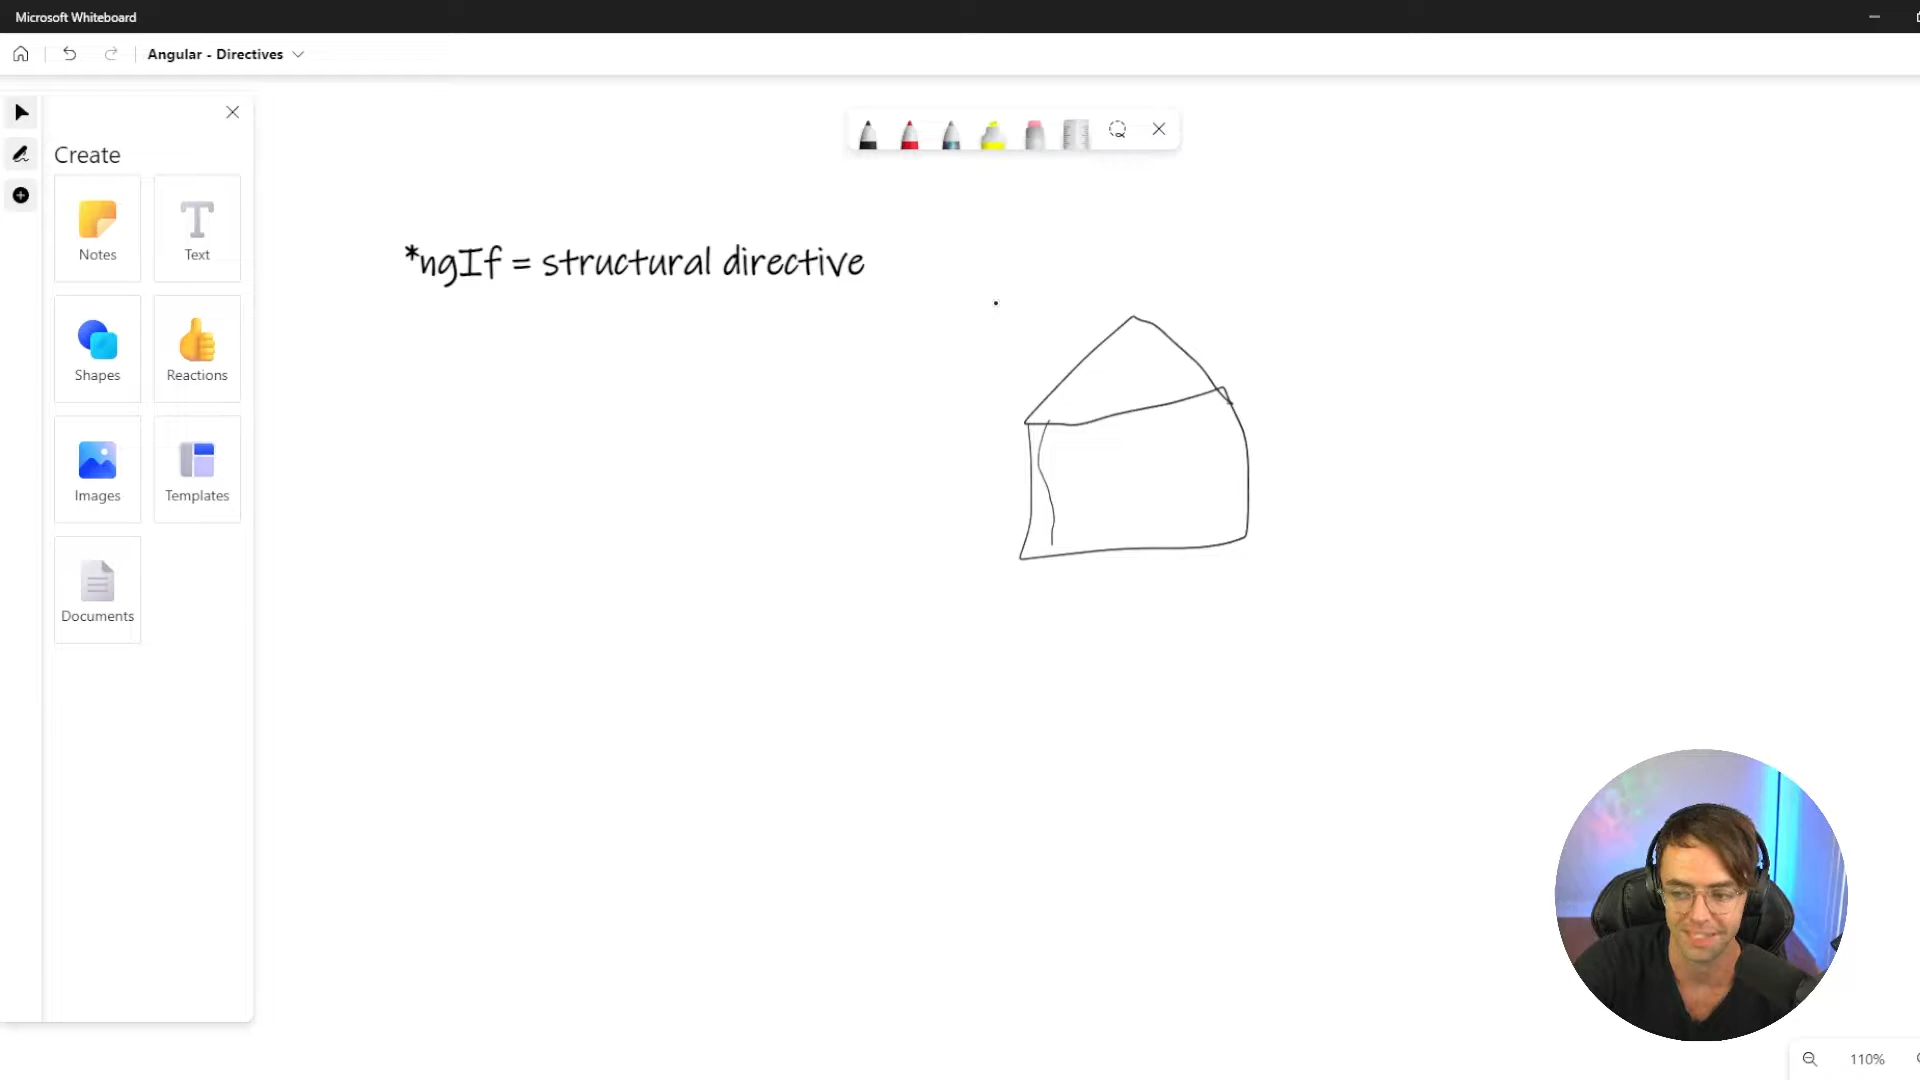 Microsoft Whiteboard
Angular - Directives
Create
Notes
Text
Shapes
Reactions
Images
Templates
Documents
*ngIf = structural directive
110%